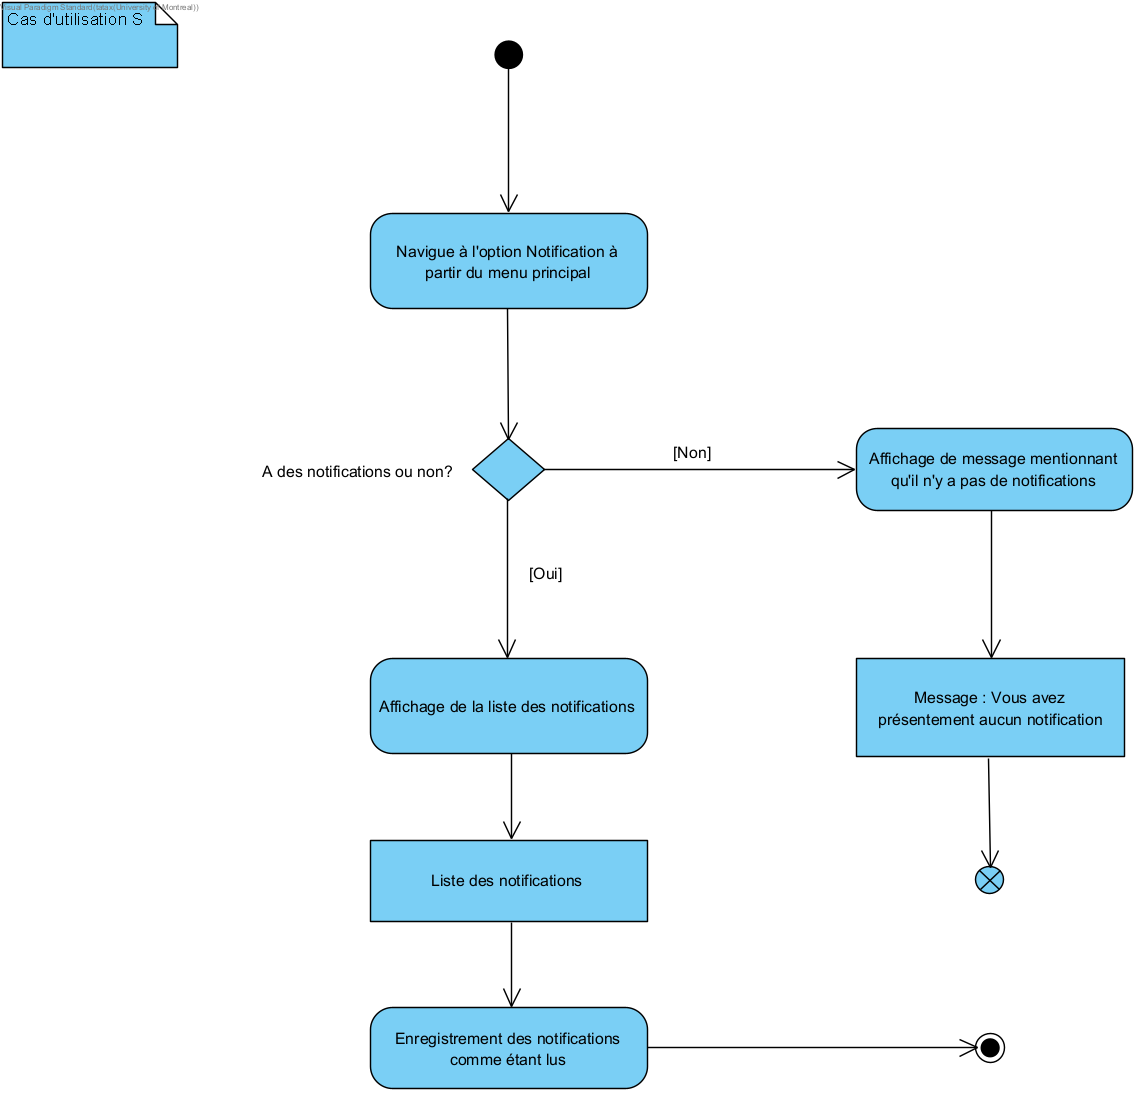 Visual Paradigm Standard(tatax(University of Montreal))
Cas d'utilisation S
Navigue à l'option Notification à
partir du menu principal
A des notifications ou non?
[Non]
Affichage de message mentionnant
qu'il n'y a pas de notifications
[Oui]
Affichage de la liste des notifications
Message : Vous avez
présentement aucun notification
Liste des notifications
Enregistrement des notifications
comme étant lus